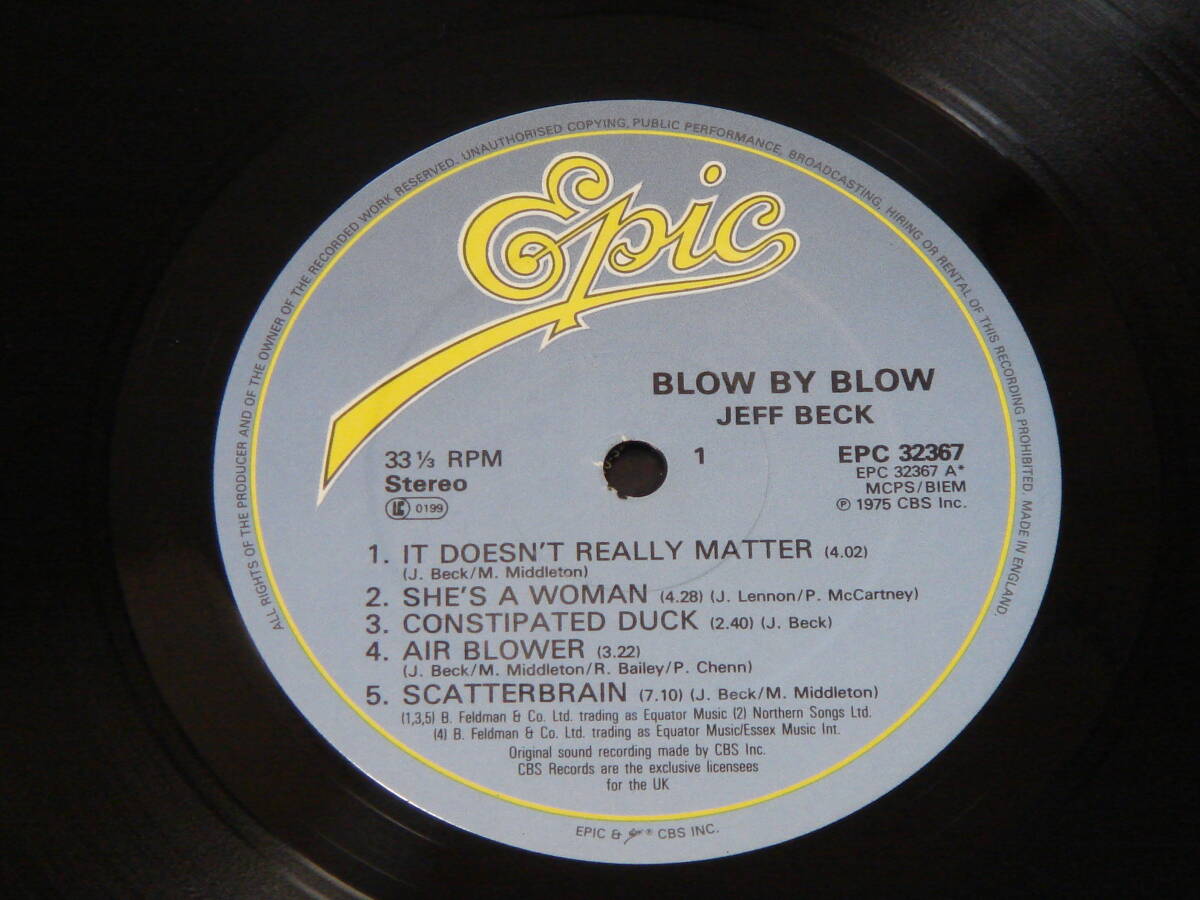 ALL RIGHTS OF THE PRODUCER AND OF THE OWNER OF THE RECORDED WORK RESERVED. UNAUTHORISED COPYING, PUBLIC PERFORMANCE, BROADCASTING, HIRING OR RENTAL OF THIS RECORDING PROHIBITED. MADE IN ENGLAND.
Epic
BLOW BY BLOW
JEFF BECK
33 ⅓ RPM
Stereo
LC 0199
1
EPC 32367
EPC 32367 A*
MCPS/BIEM
℗ 1975 CBS Inc.
1. IT DOESN'T REALLY MATTER (4.02)
(J. Beck/M. Middleton)
2. SHE'S A WOMAN (4.28) (J. Lennon/P. McCartney)
3. CONSTIPATED DUCK (2.40) (J. Beck)
4. AIR BLOWER (3.22)
(J. Beck/M. Middleton/R. Bailey/P. Chenn)
5. SCATTERBRAIN (7.10) (J. Beck/M. Middleton)
(1,3,5) B. Feldman & Co. Ltd. trading as Equator Music (2) Northern Songs Ltd.
(4) B. Feldman & Co. Ltd. trading as Equator Music/Essex Music Int.
Original sound recording made by CBS Inc.
CBS Records are the exclusive licensees
for the UK
EPIC & Epic ® CBS INC.